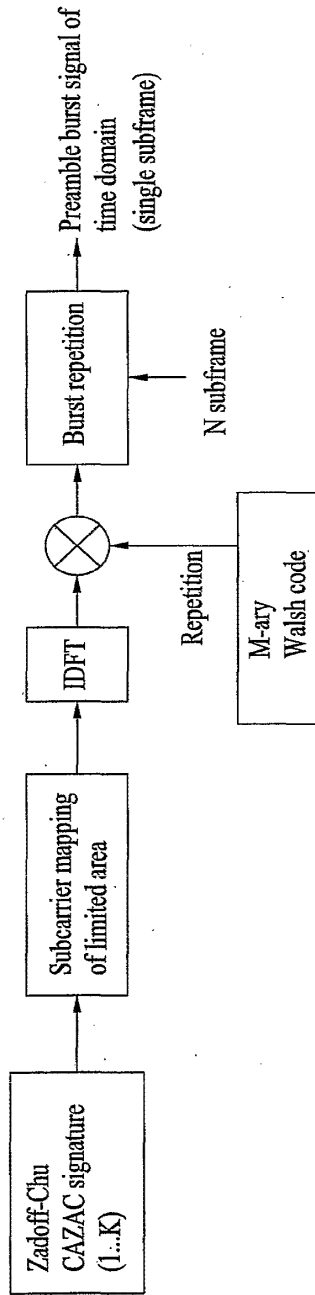 Zadoff-Chu
CAZAC signature
(1...K)
Subcarrier mapping
of limited area
IDFT
Repetition
M-ary
Walsh code
Burst repetition
N subframe
Preamble burst signal of
time domain
(single subframe)